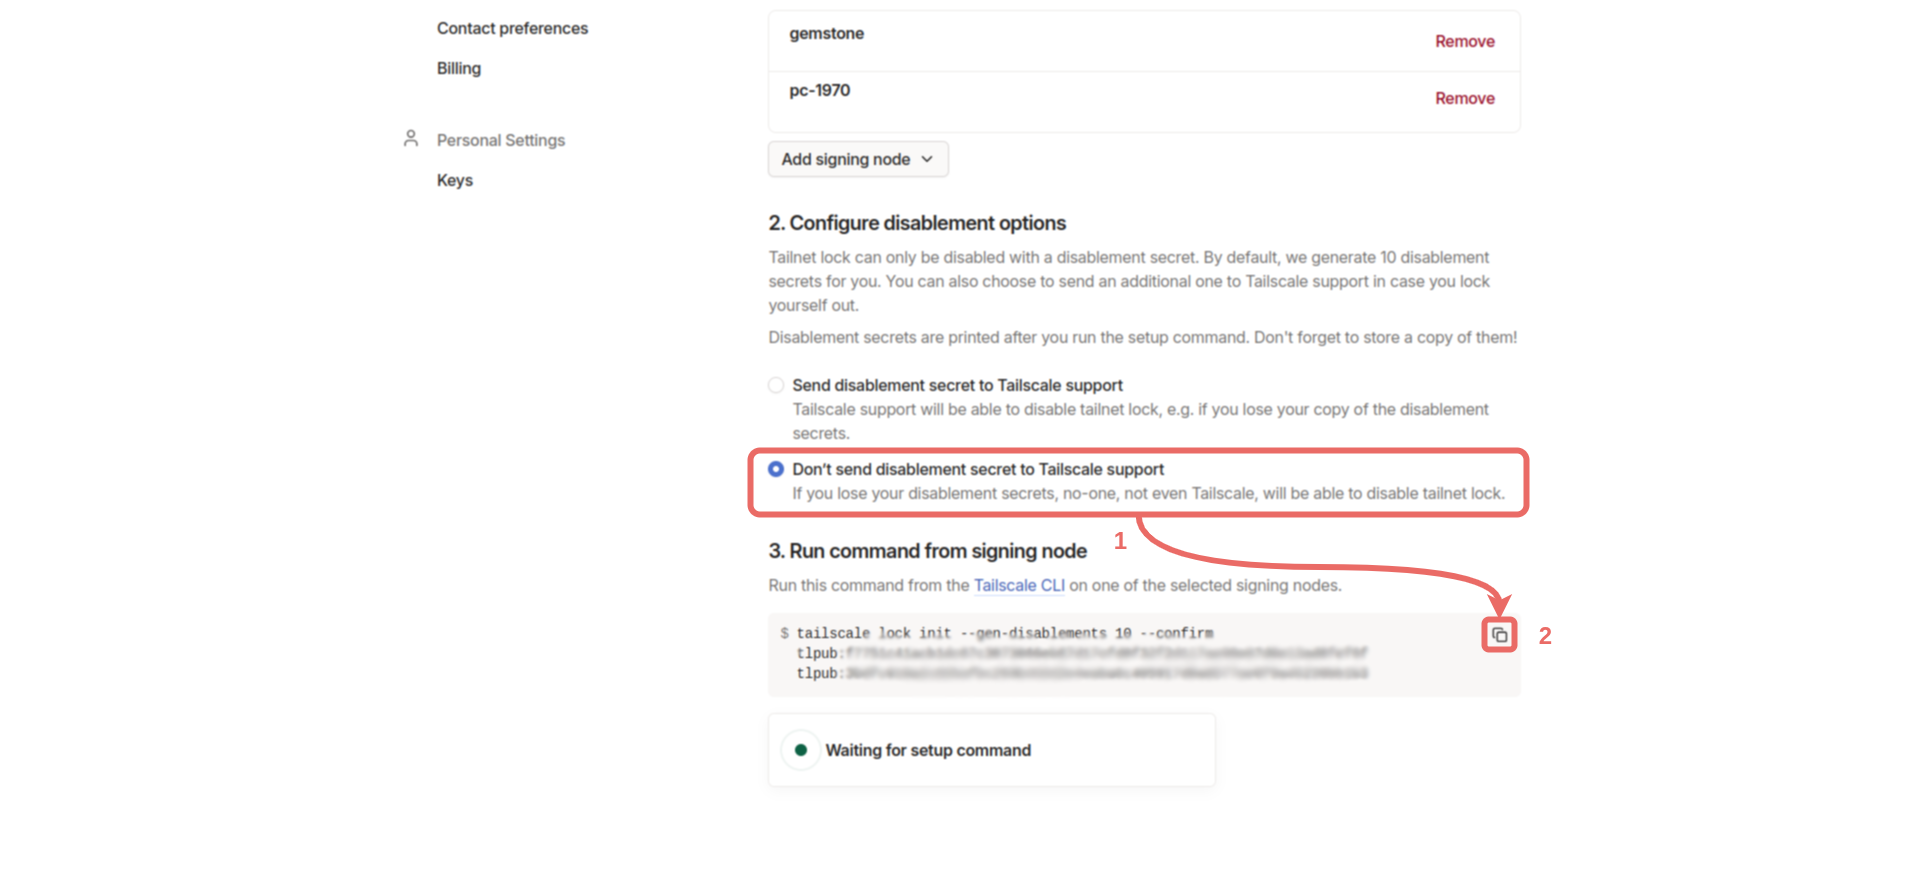 Contact preferences
Billing
Personal Settings
Keys
gemstone
Remove
pc-1970
Remove
Add signing node
2. Configure disablement options
Tailnet lock can only be disabled with a disablement secret. By default, we generate 10 disablement
secrets for you. You can also choose to send an additional one to Tailscale support in case you lock
yourself out.
Disablement secrets are printed after you run the setup command. Don't forget to store a copy of them!
Send disablement secret to Tailscale support
Tailscale support will be able to disable tailnet lock, e.g. if you lose your copy of the disablement
secrets.
Don't send disablement secret to Tailscale support
If you lose your disablement secrets, no-one, not even Tailscale, will be able to disable tailnet lock.
1
3. Run command from signing node
Run this command from the Tailscale CLI on one of the selected signing nodes.
$ tailscale lock init --gen-disablements 10 --confirm
2
tlpub:
tlpub:
Waiting for setup command